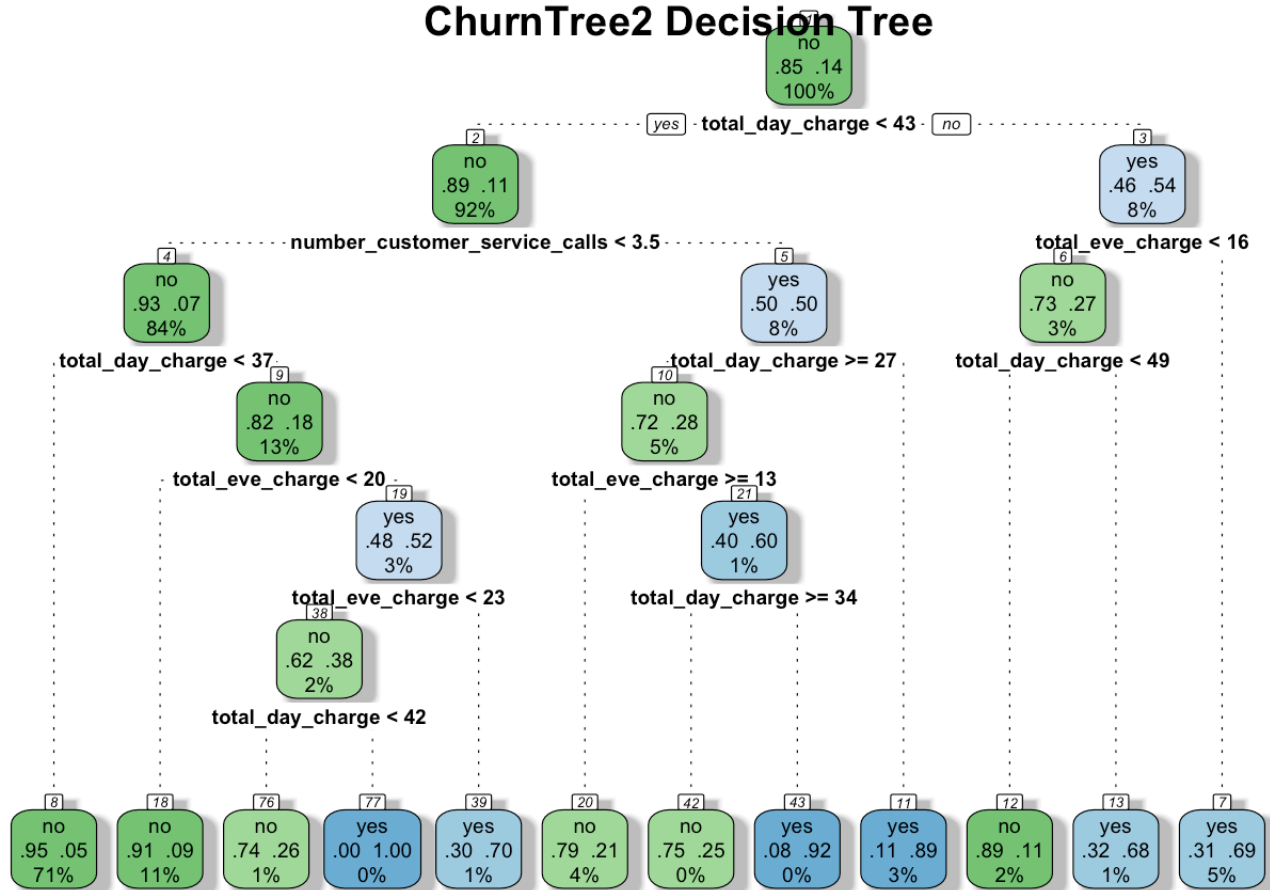 ChurnTree2 Decision Tree
1
no
.85 .14
100%
yes total_day_charge < 43 no
2
no
.89 .11
92%
3
yes
.46 .54
8%
number_customer_service_calls < 3.5
total_eve_charge < 16
4
no
.93 .07
84%
5
yes
.50 .50
8%
6
no
.73 .27
3%
total_day_charge < 37
total_day_charge >= 27
total_day_charge < 49
9
no
.82 .18
13%
10
no
.72 .28
5%
total_eve_charge < 20
total_eve_charge >= 13
19
yes
.48 .52
3%
21
yes
.40 .60
1%
total_eve_charge < 23
total_day_charge >= 34
38
no
.62 .38
2%
total_day_charge < 42
8
no
.95 .05
71%
18
no
.91 .09
11%
76
no
.74 .26
1%
77
yes
.00 1.00
0%
39
yes
.30 .70
1%
20
no
.79 .21
4%
42
no
.75 .25
0%
43
yes
.08 .92
0%
11
yes
.11 .89
3%
12
no
.89 .11
2%
13
yes
.32 .68
1%
7
yes
.31 .69
5%